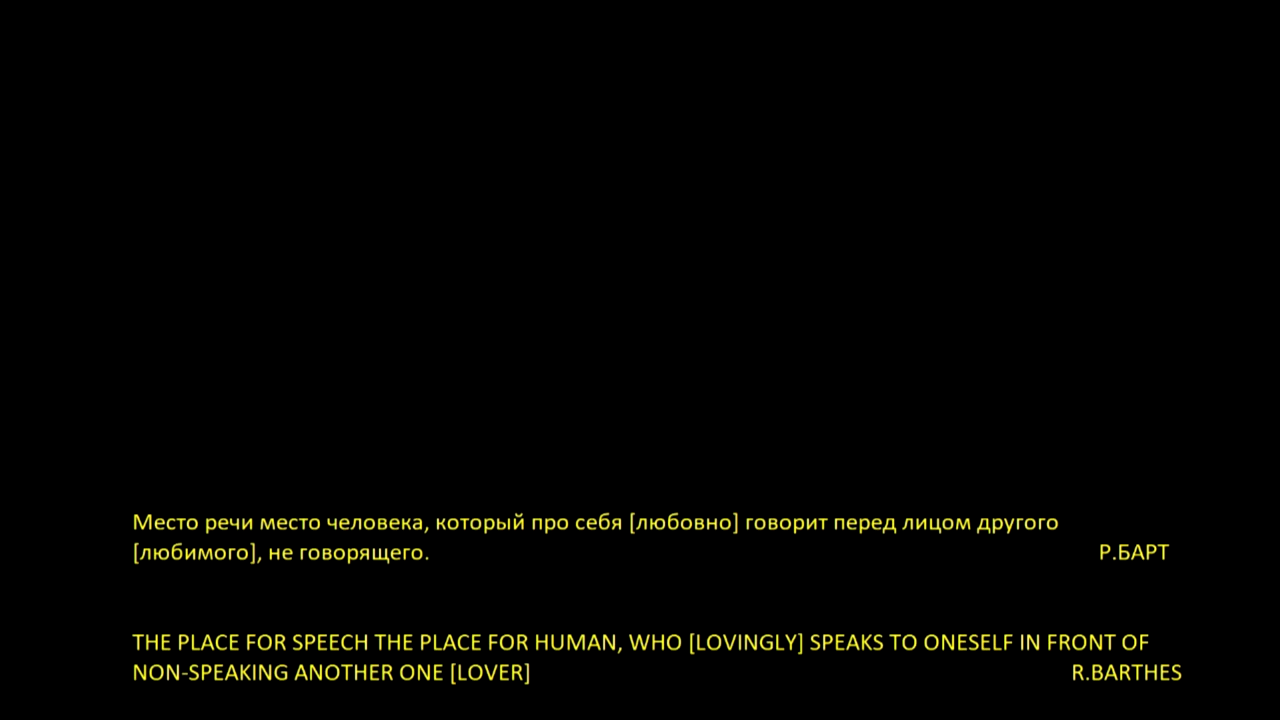 Место речи место человека, который про себя [любовно] говорит перед лицом другого
[любимого], не говорящего. Р.БАРТ
THE PLACE FOR SPEECH THE PLACE FOR HUMAN, WHO [LOVINGLY] SPEAKS TO ONESELF IN FRONT OF
NON-SPEAKING ANOTHER ONE [LOVER] R.BARTHES